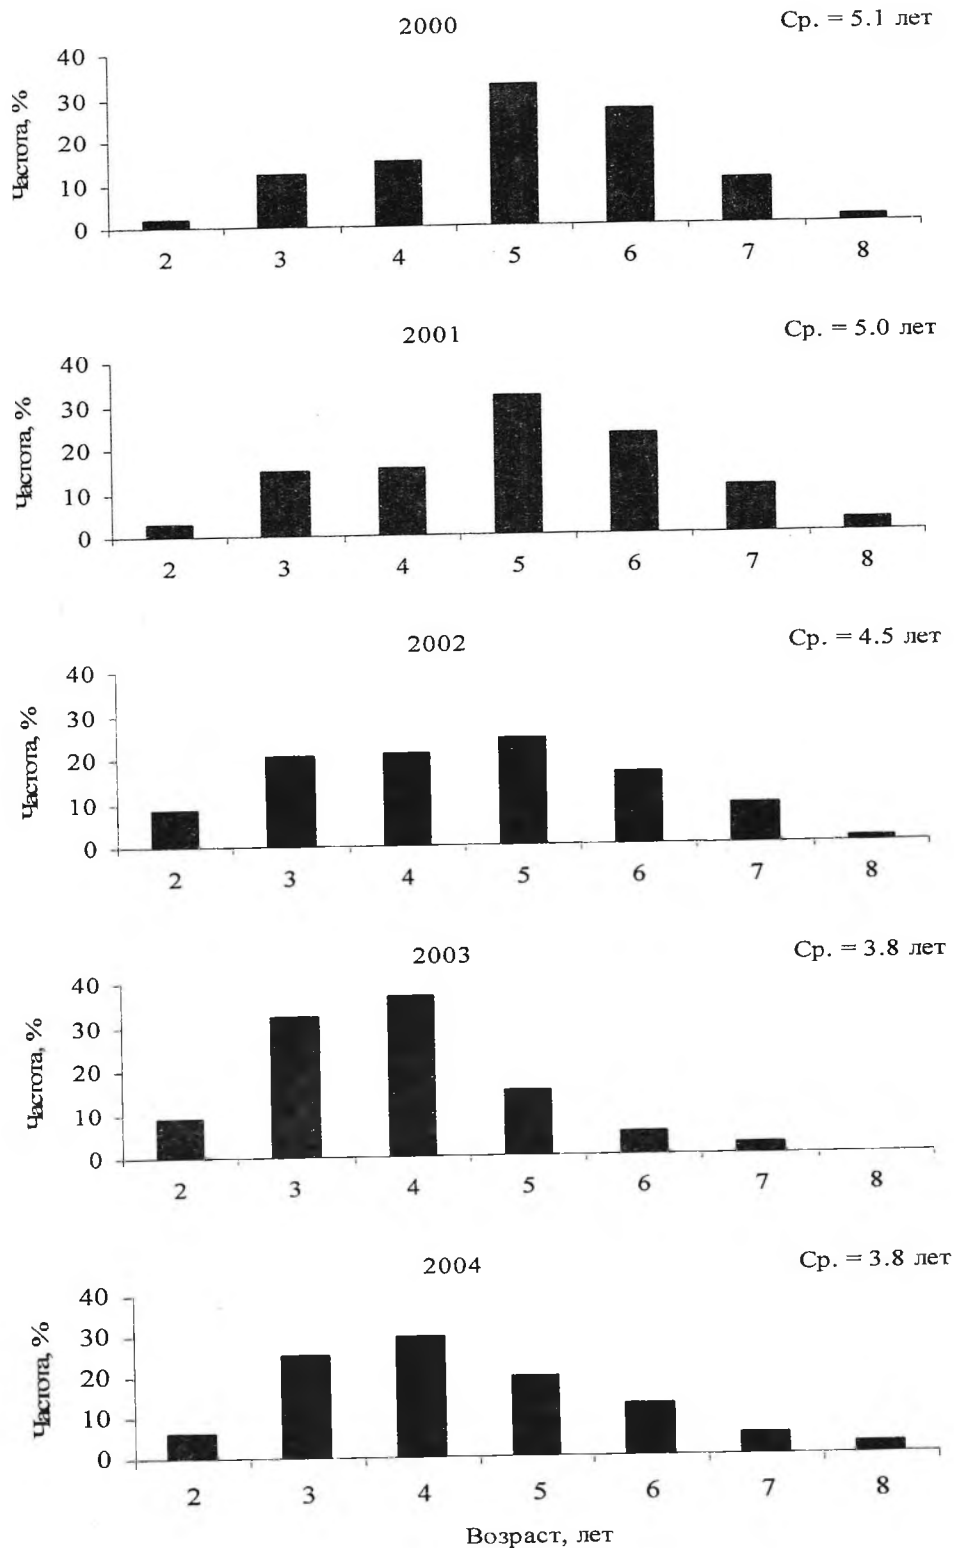 2000 Ср. = 5.1 лет
Частота, %
40
30
20
10
0
2 3 4 5 6 7 8
2001 Ср. = 5.0 лет
Частота, %
40
30
20
10
0
2 3 4 5 6 7 8
2002 Ср. = 4.5 лет
Частота, %
40
30
20
10
0
2 3 4 5 6 7 8
2003 Ср. = 3.8 лет
Частота, %
40
30
20
10
0
2 3 4 5 6 7 8
2004 Ср. = 3.8 лет
Частота, %
40
30
20
10
0
2 3 4 5 6 7 8
Возраст, лет